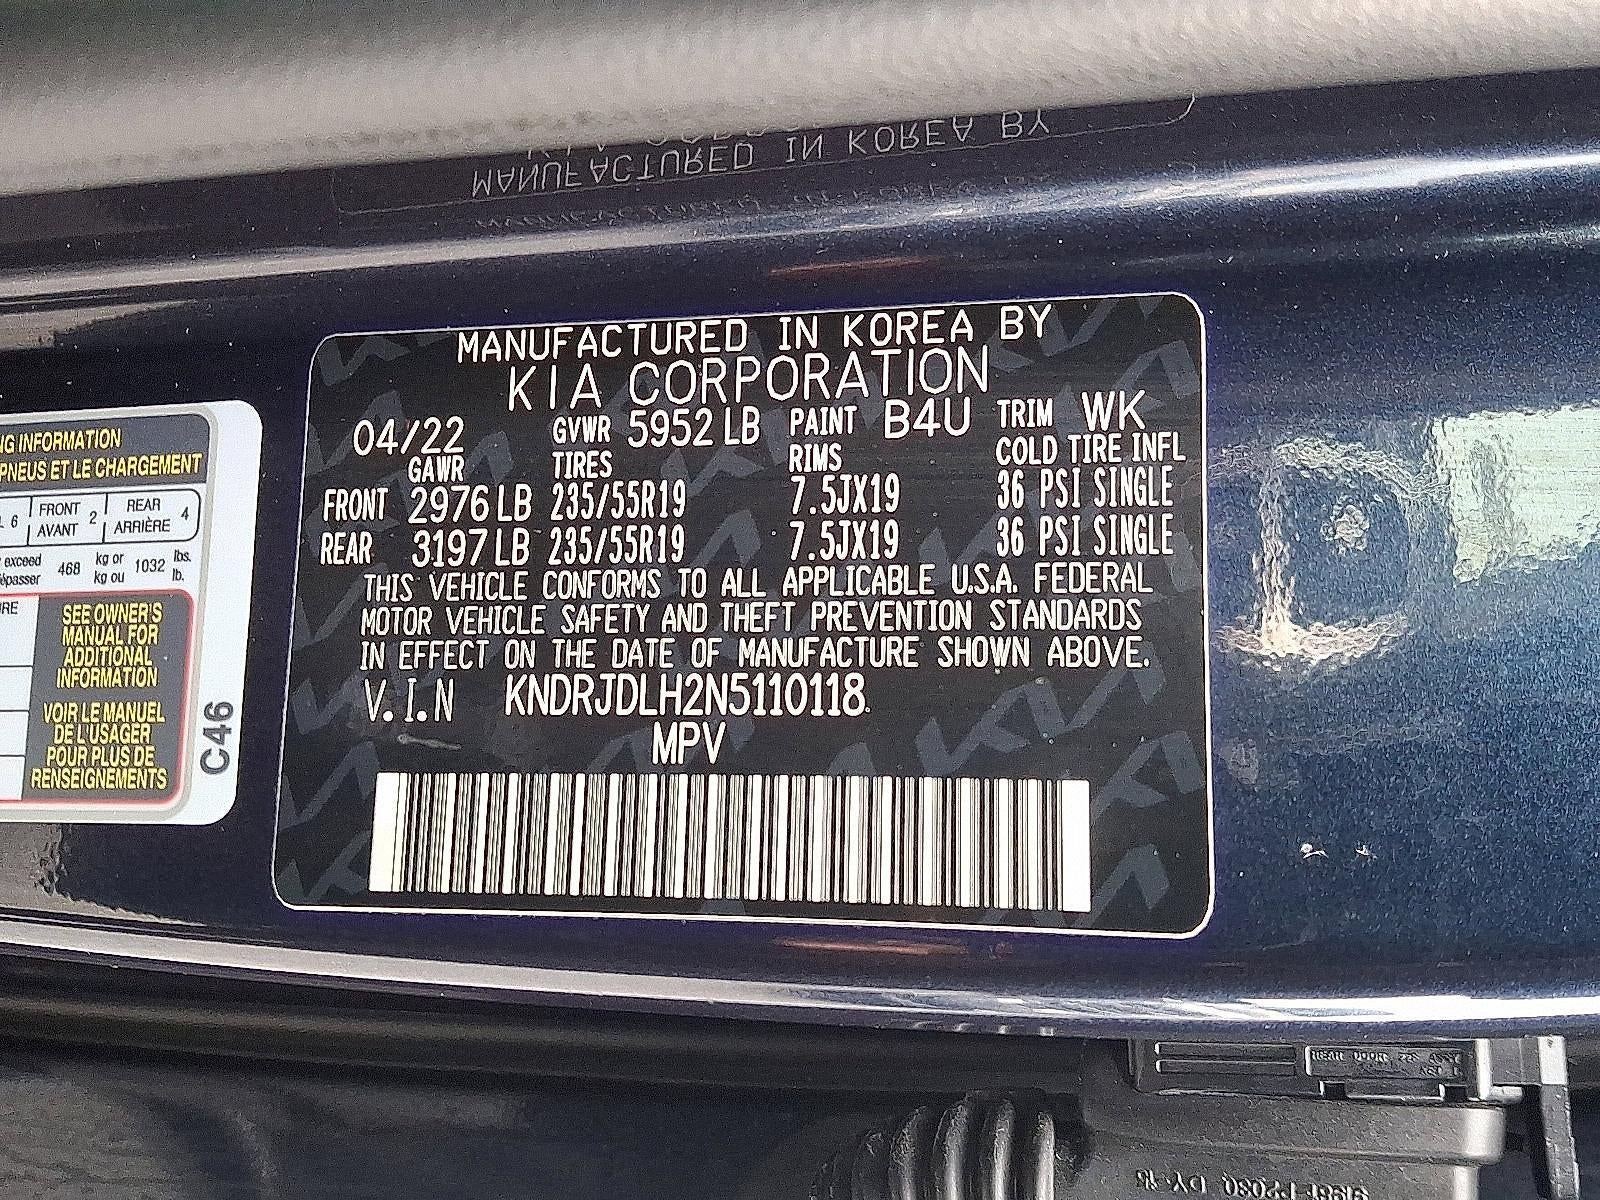 MANUFACTURED IN KOREA BY
MANUFACTURED IN KOREA BY
KIA CORPORATION
04/22 GVWR 5952 LB PAINT B4U TRIM WK
GAWR TIRES RIMS COLD TIRE INFL
FRONT 2976 LB 235/55R19 7.5JX19 36 PSI SINGLE
REAR 3197 LB 235/55R19 7.5JX19 36 PSI SINGLE
THIS VEHICLE CONFORMS TO ALL APPLICABLE U.S.A. FEDERAL
MOTOR VEHICLE SAFETY AND THEFT PREVENTION STANDARDS
IN EFFECT ON THE DATE OF MANUFACTURE SHOWN ABOVE.
V.I.N KNDRJDLH2N5110118
MPV
INFORMATION
PNEUS ET LE CHARGEMENT
6 FRONT 2 REAR 4
AVANT ARRIÈRE
exceed 468 kg or 1032 lbs.
kg ou lb.
SEE OWNER'S
MANUAL FOR
ADDITIONAL
INFORMATION
VOIR LE MANUEL
DE L'USAGER
POUR PLUS DE
RENSEIGNEMENTS
C46